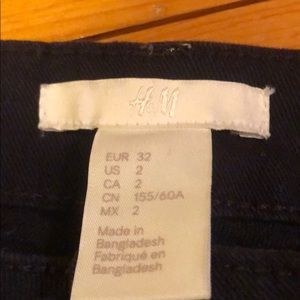 H&M
EUR 32
US 2
CA 2
CN 155/60A
MX 2
Made in
Bangladesh
Fabriqué en
Bangladesh